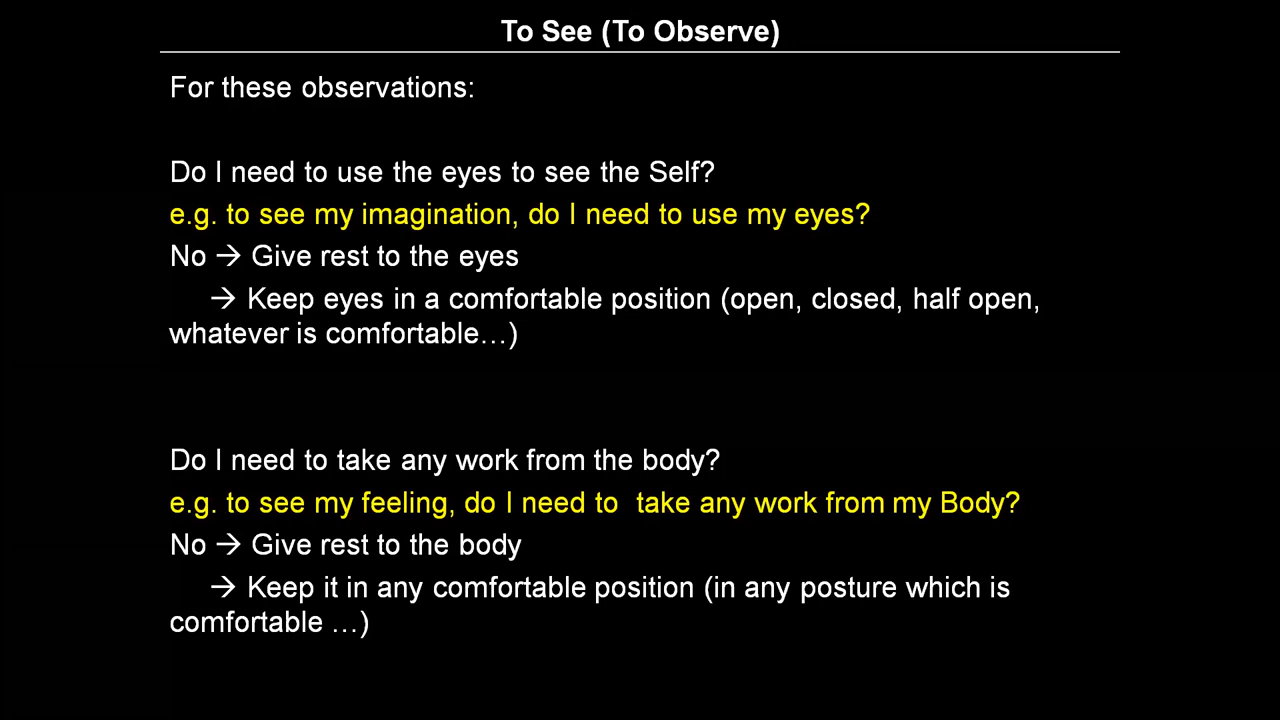 To See (To Observe)
For these observations:
Do I need to use the eyes to see the Self?
e.g. to see my imagination, do I need to use my eyes?
No → Give rest to the eyes
→ Keep eyes in a comfortable position (open, closed, half open,
whatever is comfortable…)
Do I need to take any work from the body?
e.g. to see my feeling, do I need to  take any work from my Body?
No → Give rest to the body
→ Keep it in any comfortable position (in any posture which is
comfortable …)